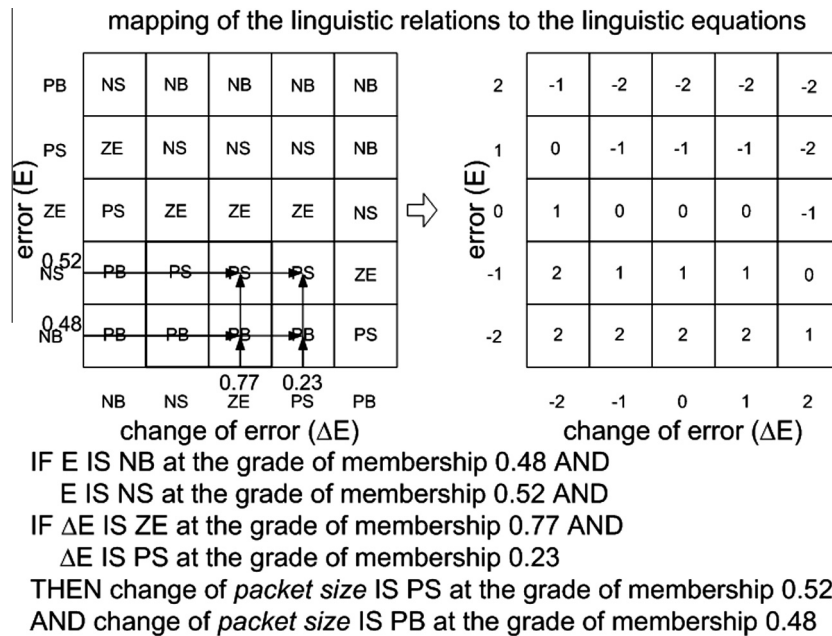 mapping of the linguistic relations to the linguistic equations
PB NS NB NB NB NB
PS ZE NS NS NS NB
ZE PS ZE ZE ZE NS
0.52
NS PB PS PS PS ZE
0.48
NB PB PB PB PB PS
0.77 0.23
NB NS ZE PS PB
error (E)
change of error (ΔE)
2 -1 -2 -2 -2 -2
1 0 -1 -1 -1 -2
0 1 0 0 0 -1
-1 2 1 1 1 0
-2 2 2 2 2 1
-2 -1 0 1 2
error (E)
change of error (ΔE)
IF E IS NB at the grade of membership 0.48 AND
E IS NS at the grade of membership 0.52 AND
IF ΔE IS ZE at the grade of membership 0.77 AND
ΔE IS PS at the grade of membership 0.23
THEN change of packet size IS PS at the grade of membership 0.52
AND change of packet size IS PB at the grade of membership 0.48